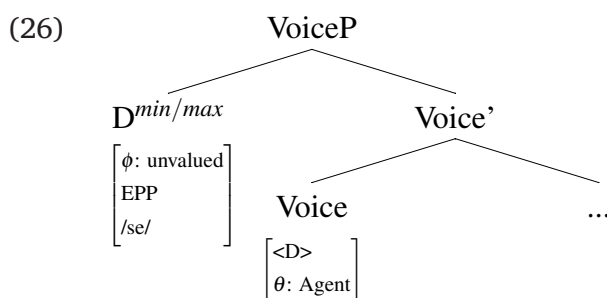 (26) VoiceP
D^min/max Voice’
ϕ: unvalued
EPP
/se/
Voice ...
<D>
θ: Agent